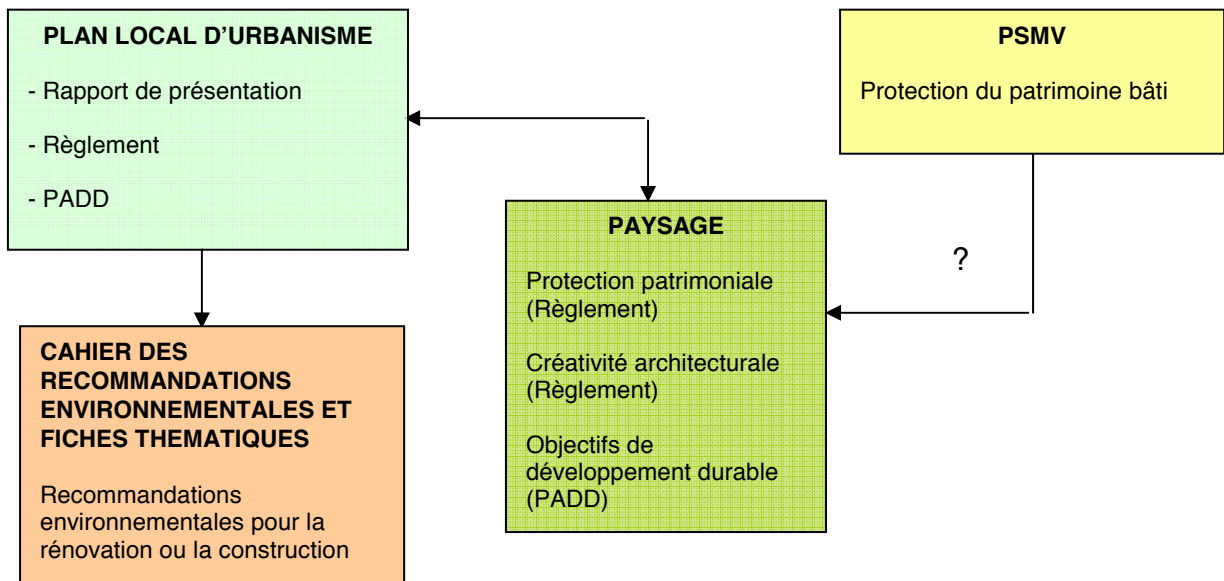 PLAN LOCAL D’URBANISME
- Rapport de présentation
- Règlement
- PADD
PSMV
Protection du patrimoine bâti
PAYSAGE
Protection patrimoniale
(Règlement)
Créativité architecturale
(Règlement)
Objectifs de
développement durable
(PADD)
?
CAHIER DES
RECOMMANDATIONS
ENVIRONNEMENTALES ET
FICHES THEMATIQUES
Recommandations
environnementales pour la
rénovation ou la construction